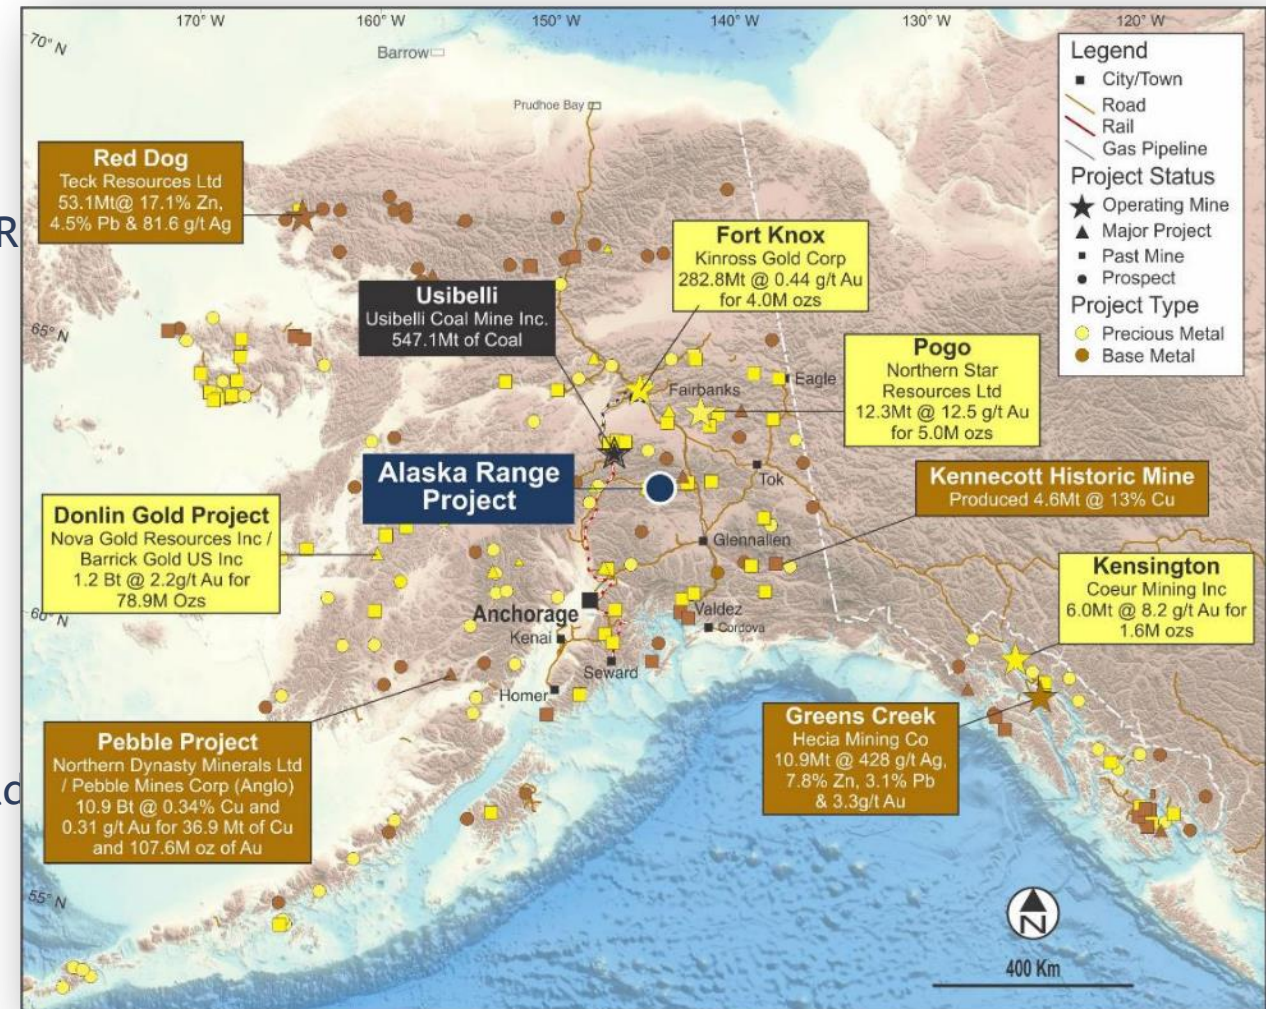 170° W
160° W
150° W
140° W
130° W
120° W
70° N
Barrow
Prudhoe Bay
Legend
City/Town
Road
Rail
Gas Pipeline
Project Status
Operating Mine
Major Project
Past Mine
Prospect
Project Type
Precious Metal
Base Metal
Red Dog
Teck Resources Ltd
53.1Mt@ 17.1% Zn,
4.5% Pb & 81.6 g/t Ag
R
Fort Knox
Kinross Gold Corp
282.8Mt @ 0.44 g/t Au
for 4.0M ozs
Usibelli
Usibelli Coal Mine Inc.
547.1Mt of Coal
65° N
Pogo
Northern Star
Resources Ltd
12.3Mt @ 12.5 g/t Au
for 5.0M ozs
Eagle
Fairbanks
Alaska Range
Project
Tok
Kennecott Historic Mine
Produced 4.6Mt @ 13% Cu
Donlin Gold Project
Nova Gold Resources Inc /
Barrick Gold US Inc
1.2 Bt @ 2.2g/t Au for
78.9M Ozs
Glennallen
Kensington
Coeur Mining Inc
6.0Mt @ 8.2 g/t Au for
1.6M ozs
60° N
Anchorage
Valdez
Cordova
Kenai
Seward
Homer
Greens Creek
Hecia Mining Co
10.9Mt @ 428 g/t Ag,
7.8% Zn, 3.1% Pb
& 3.3g/t Au
Pebble Project
Northern Dynasty Minerals Ltd
/ Pebble Mines Corp (Anglo)
10.9 Bt @ 0.34% Cu and
0.31 g/t Au for 36.9 Mt of Cu
and 107.6M oz of Au
55° N
N
400 Km